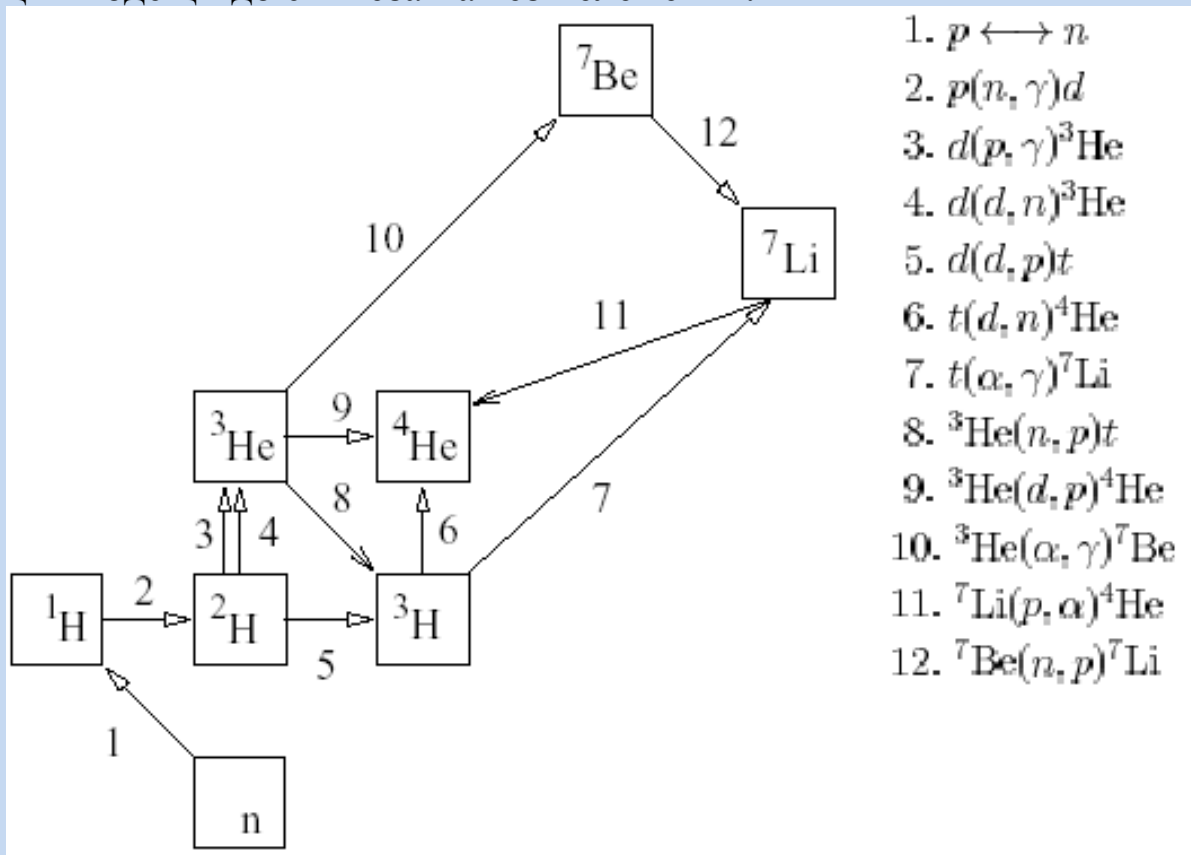 ⁷Be
12
10
⁷Li
11
³He
9
⁴He
8
7
3
4
6
¹H
2
²H
³H
5
1
n
1. p ⟷ n
2. p(n, γ)d
3. d(p, γ)³He
4. d(d, n)³He
5. d(d, p)t
6. t(d, n)⁴He
7. t(α, γ)⁷Li
8. ³He(n, p)t
9. ³He(d, p)⁴He
10. ³He(α, γ)⁷Be
11. ⁷Li(p, α)⁴He
12. ⁷Be(n, p)⁷Li